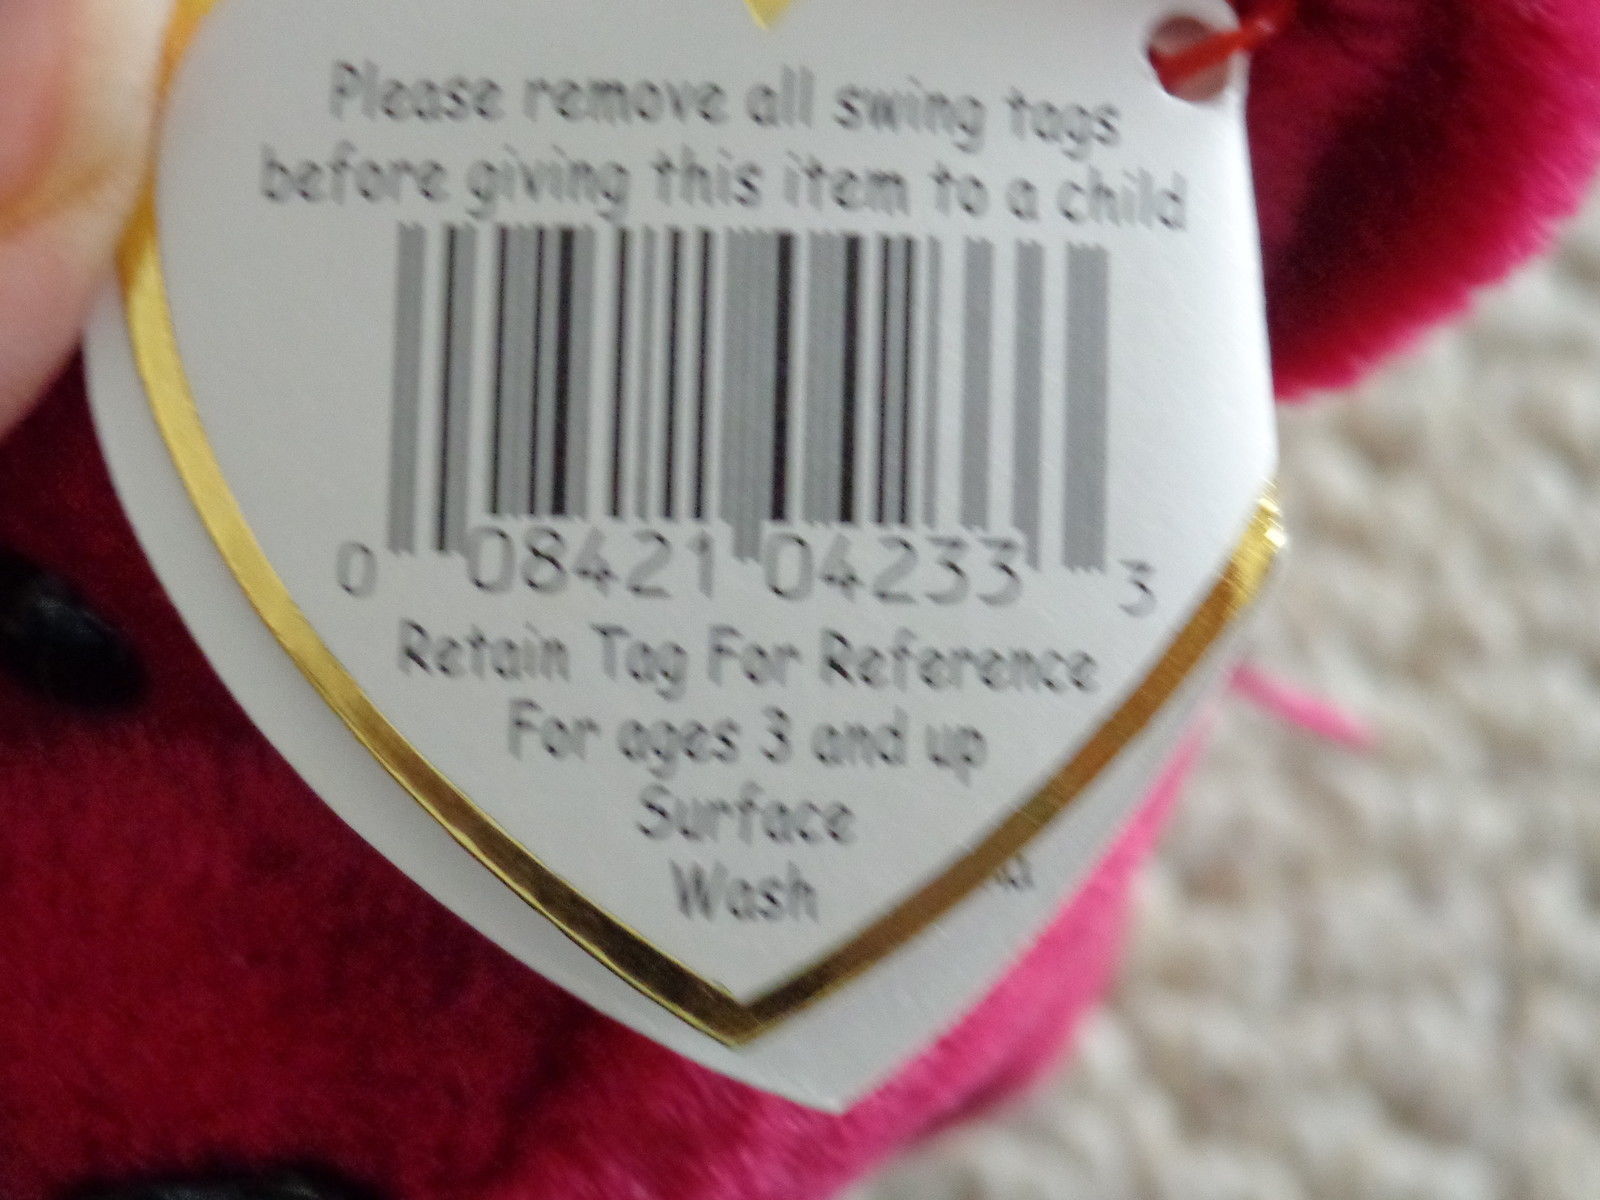 Please remove all swing tags
before giving this item to a child
0 08421 04233 3
Retain Tag For Reference
For ages 3 and up
Surface
Wash